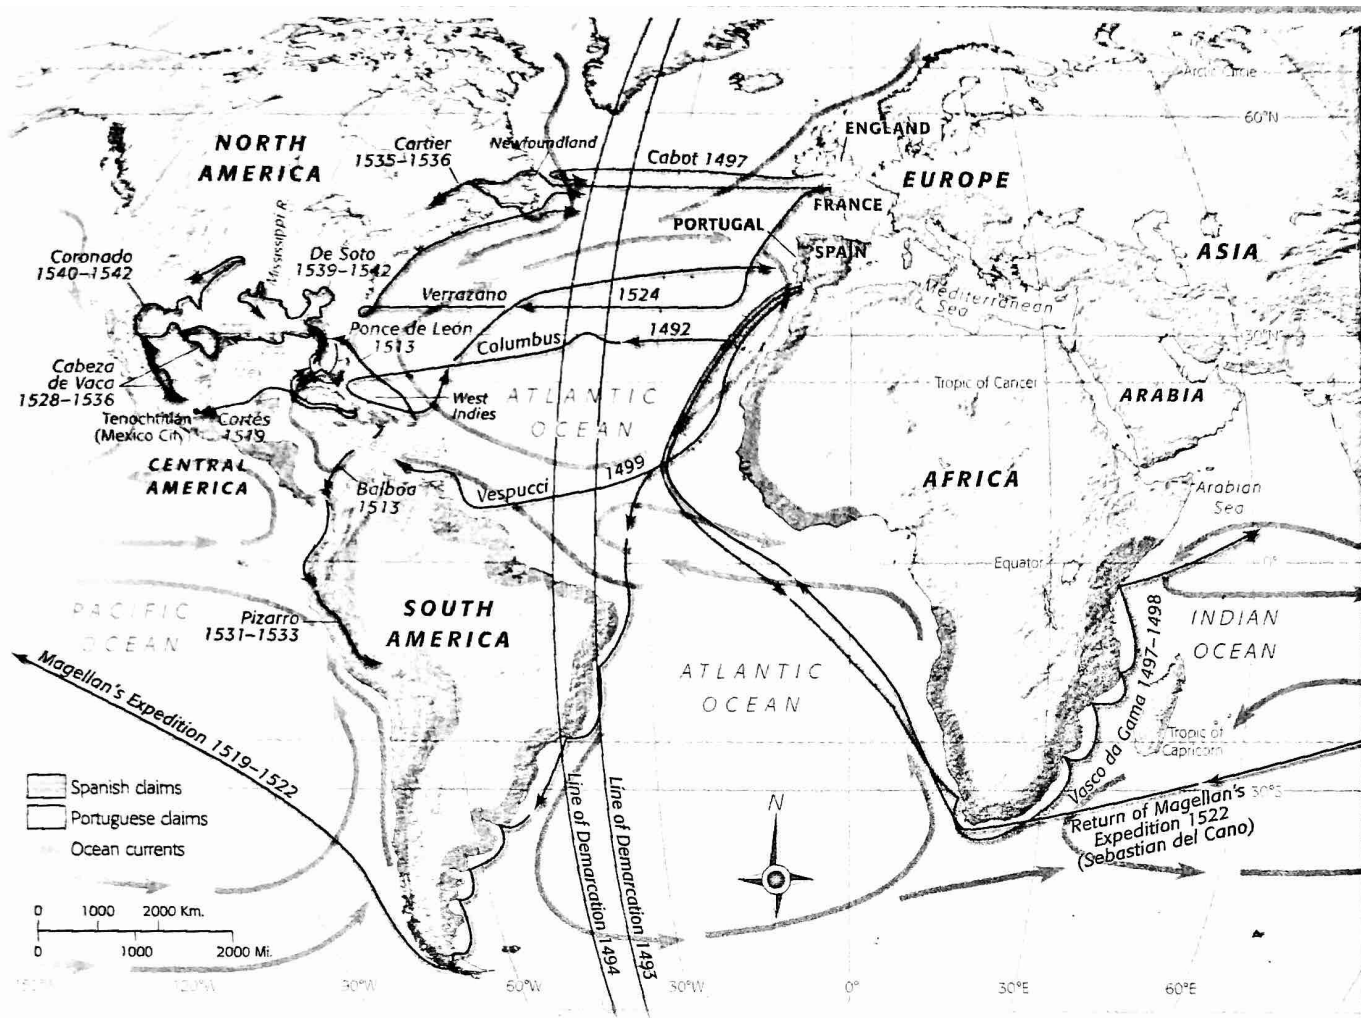 Arctic Circle
60°N
NORTH
AMERICA
Cartier
1535–1536
Newfoundland
Cabot 1497
ENGLAND
EUROPE
FRANCE
PORTUGAL
SPAIN
ASIA
Mississippi R.
Coronado
1540–1542
De Soto
1539–1542
Verrazano
1524
Mediterranean
Sea
Ponce de León
1513
Columbus
1492
30°N
Cabeza
de Vaca
1528–1536
West
Indies
ATLANTIC
OCEAN
Tropic of Cancer
ARABIA
Tenochtitlán
(Mexico City)
Cortés
1519
CENTRAL
AMERICA
Balboa
1513
Vespucci
1499
AFRICA
Arabian
Sea
Equator
0°
PACIFIC
OCEAN
Pizarro
1531–1533
SOUTH
AMERICA
ATLANTIC
OCEAN
INDIAN
OCEAN
Magellan's Expedition 1519–1522
Vasco da Gama 1497–1498
Tropic of
Capricorn
30°S
Return of Magellan's
Expedition 1522
(Sebastian del Cano)
Line of Demarcation 1494
Line of Demarcation 1493
N
Spanish claims
Portuguese claims
Ocean currents
0 1000 2000 Km.
0 1000 2000 Mi.
150°W 120°W 90°W 60°W 30°W 0° 30°E 60°E